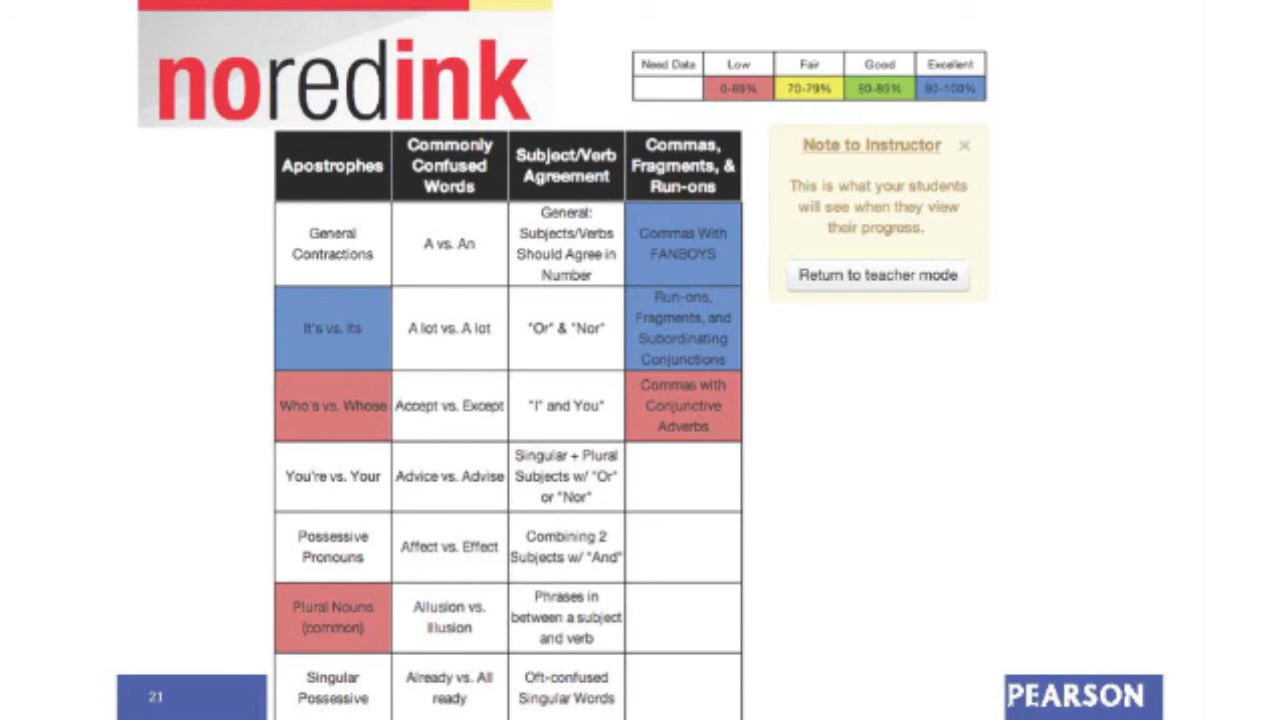 noredink
Need Data Low Fair Good Excellent
0-69% 70-79% 80-89% 90-100%
Apostrophes
Commonly
Confused
Words
Subject/Verb
Agreement
Commas,
Fragments, &
Run-ons
Note to Instructor ×
This is what your students
will see when they view
their progress.
Return to teacher mode
General
Contractions
A vs. An
General:
Subjects/Verbs
Should Agree in
Number
Commas With
FANBOYS
It's vs. Its
A lot vs. A lot
"Or" & "Nor"
Run-ons,
Fragments, and
Subordinating
Conjunctions
Who's vs. Whose
Accept vs. Except
"I" and You"
Commas with
Conjunctive
Adverbs
You're vs. Your
Advice vs. Advise
Singular + Plural
Subjects w/ "Or"
or "Nor"
Possessive
Pronouns
Affect vs. Effect
Combining 2
Subjects w/ "And"
Plural Nouns
(common)
Allusion vs.
Illusion
Phrases in
between a subject
and verb
Singular
Possessive
Already vs. All
ready
Oft-confused
Singular Words
21
PEARSON